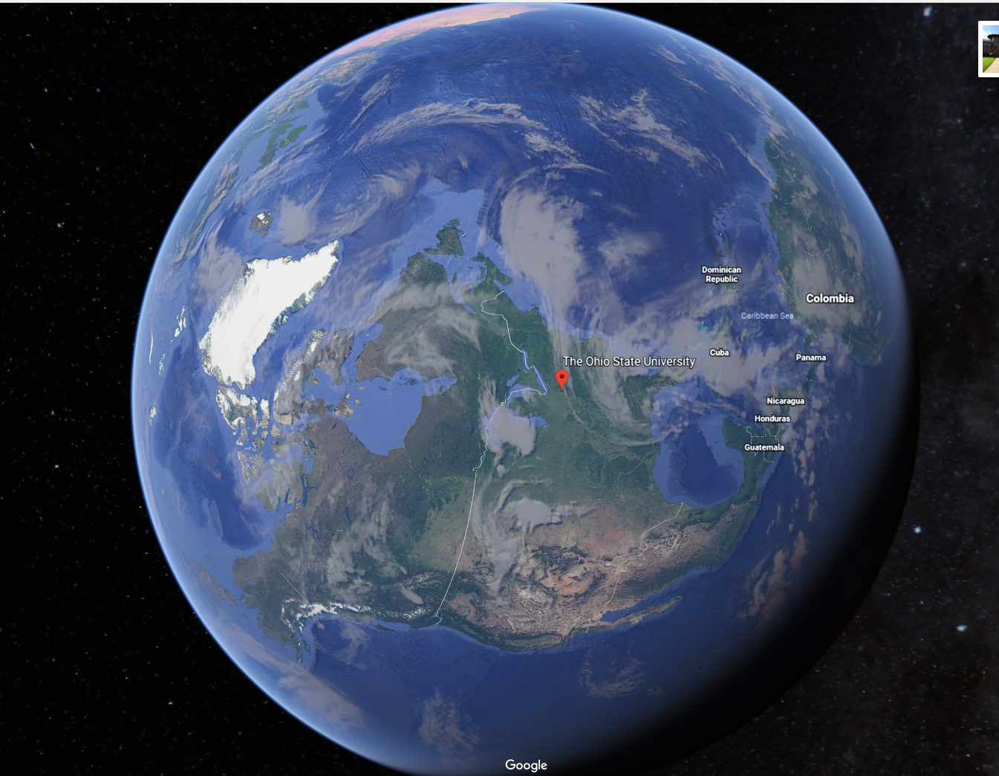 Dominican
Republic
Colombia
Caribbean Sea
Cuba
Panama
The Ohio State University
Nicaragua
Honduras
Guatemala
Google